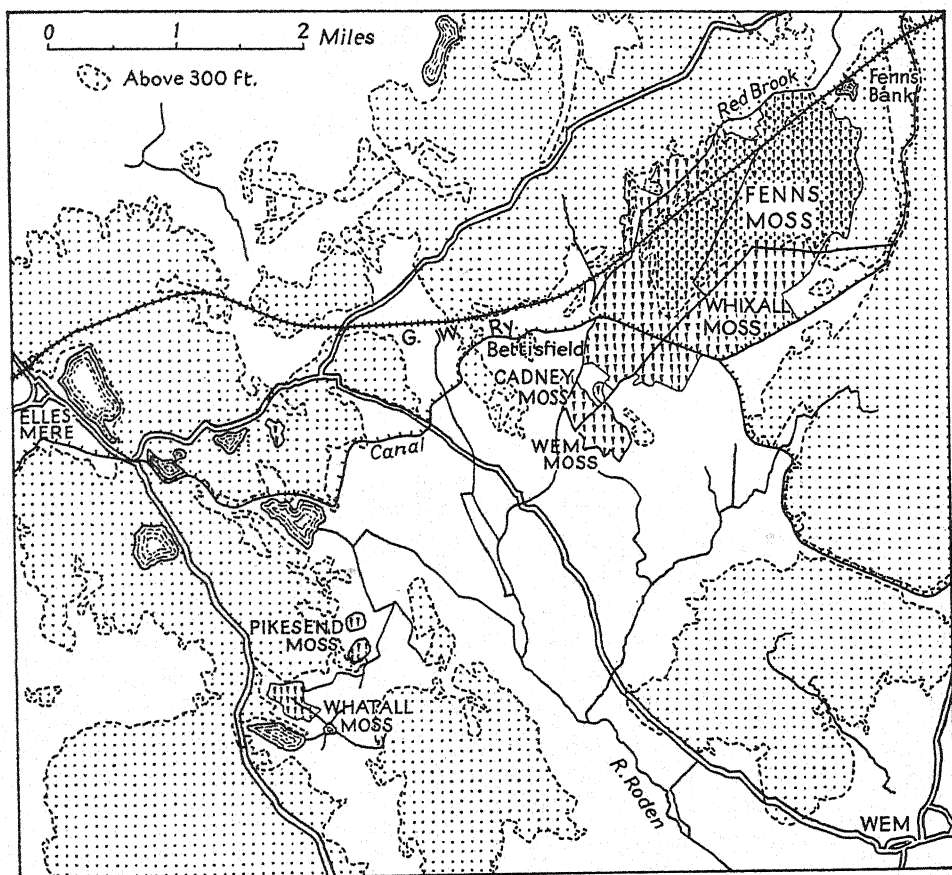 0 1 2 Miles
Above 300 ft.
Red Brook
Fenns
Bank
FENNS
MOSS
WHIXALL
MOSS
G. W. Ry.
Bettisfield
CADNEY
MOSS
ELLES
MERE
Canal
WEM
MOSS
PIKESEND
MOSS
WHATALL
MOSS
R. Roden
WEM